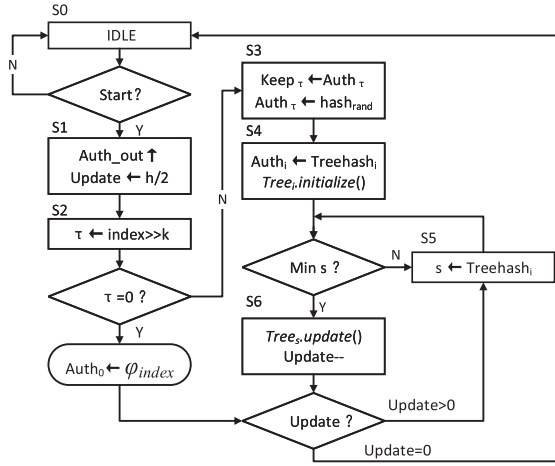 S0
IDLE
N
Start?
S1
Y
Auth_out ↑
Update ← h/2
S2
τ ← index>>k
τ =0 ?
N
Y
Auth₀ ← φindex
S3
Keep τ ← Auth τ
Auth τ ← hashrand
S4
Authᵢ ← Treehashᵢ
Treeᵢ.initialize()
Min s ?
N
S5
s ← Treehashᵢ
S6
Y
Treeₛ.update()
Update--
Update ?
Update>0
Update=0